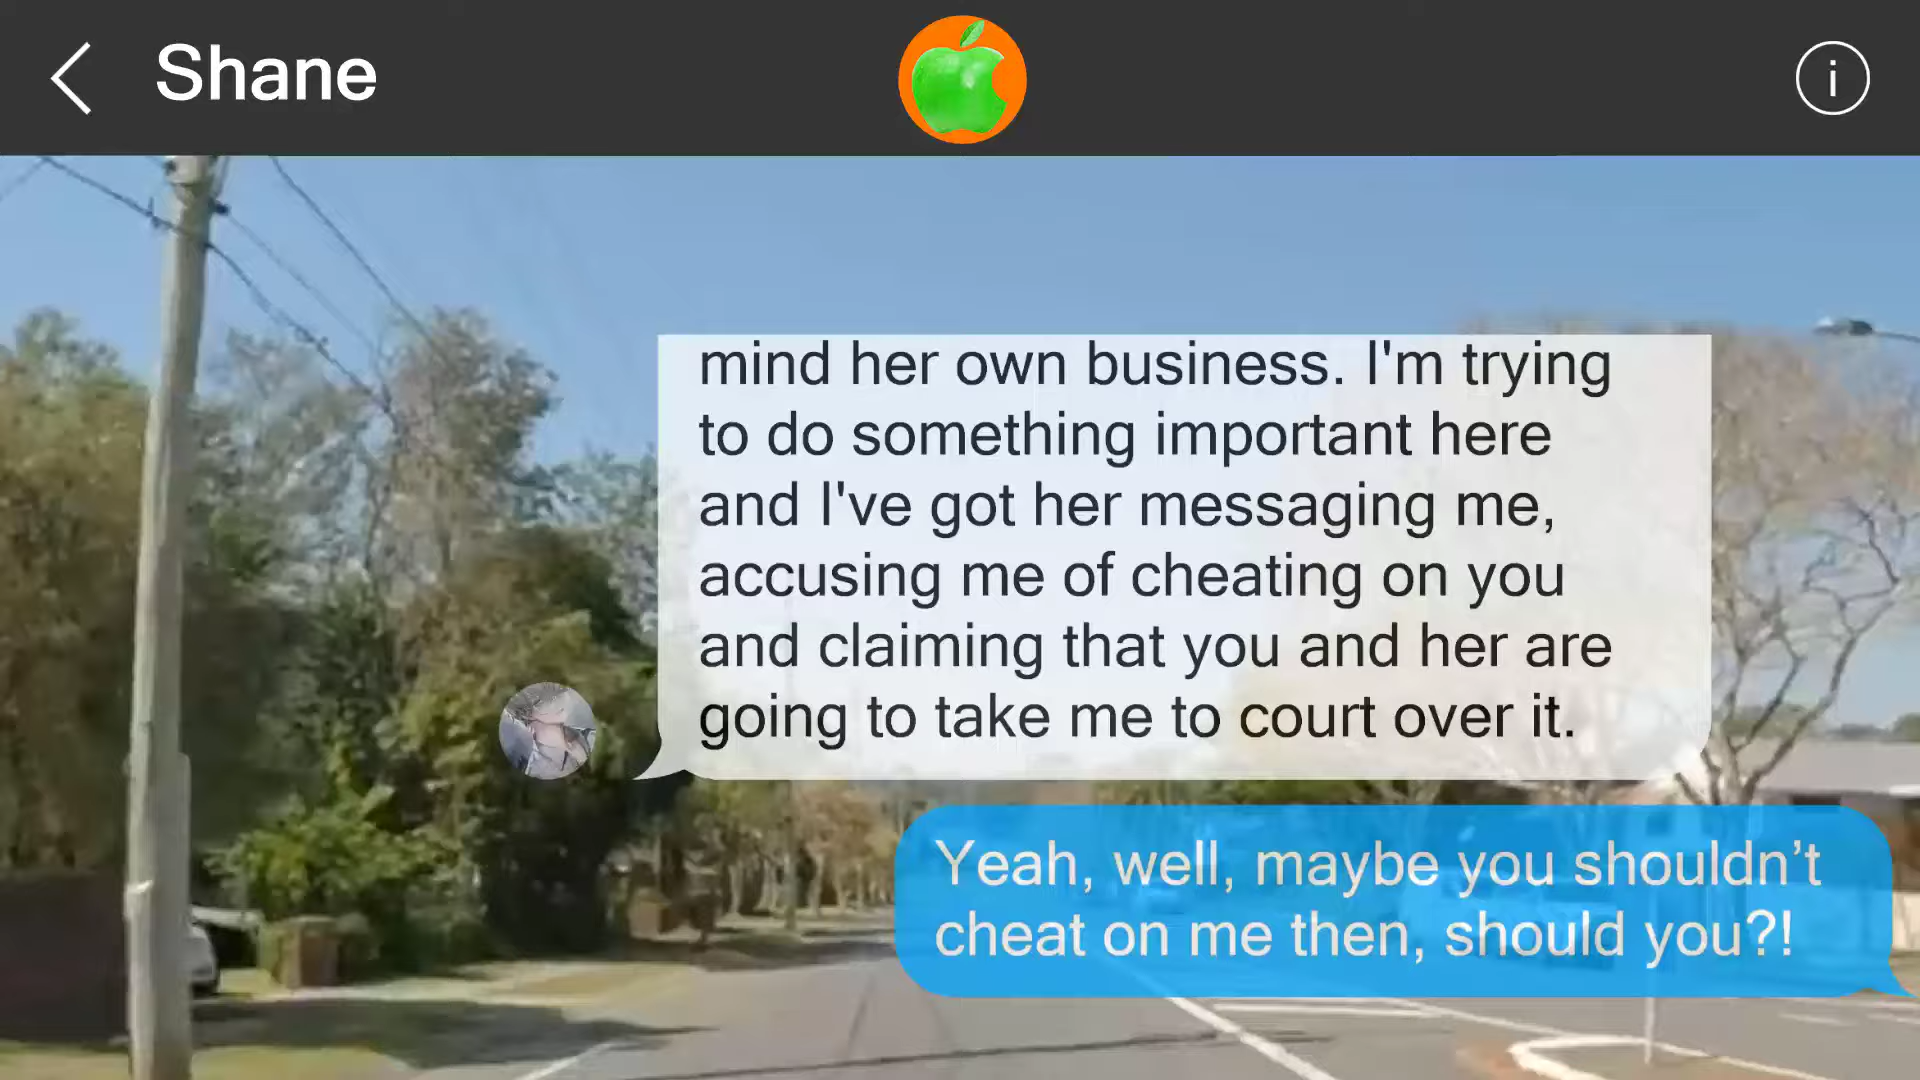 Shane
i
mind her own business. I'm trying
to do something important here
and I've got her messaging me,
accusing me of cheating on you
and claiming that you and her are
going to take me to court over it.
Yeah, well, maybe you shouldn’t
cheat on me then, should you?!